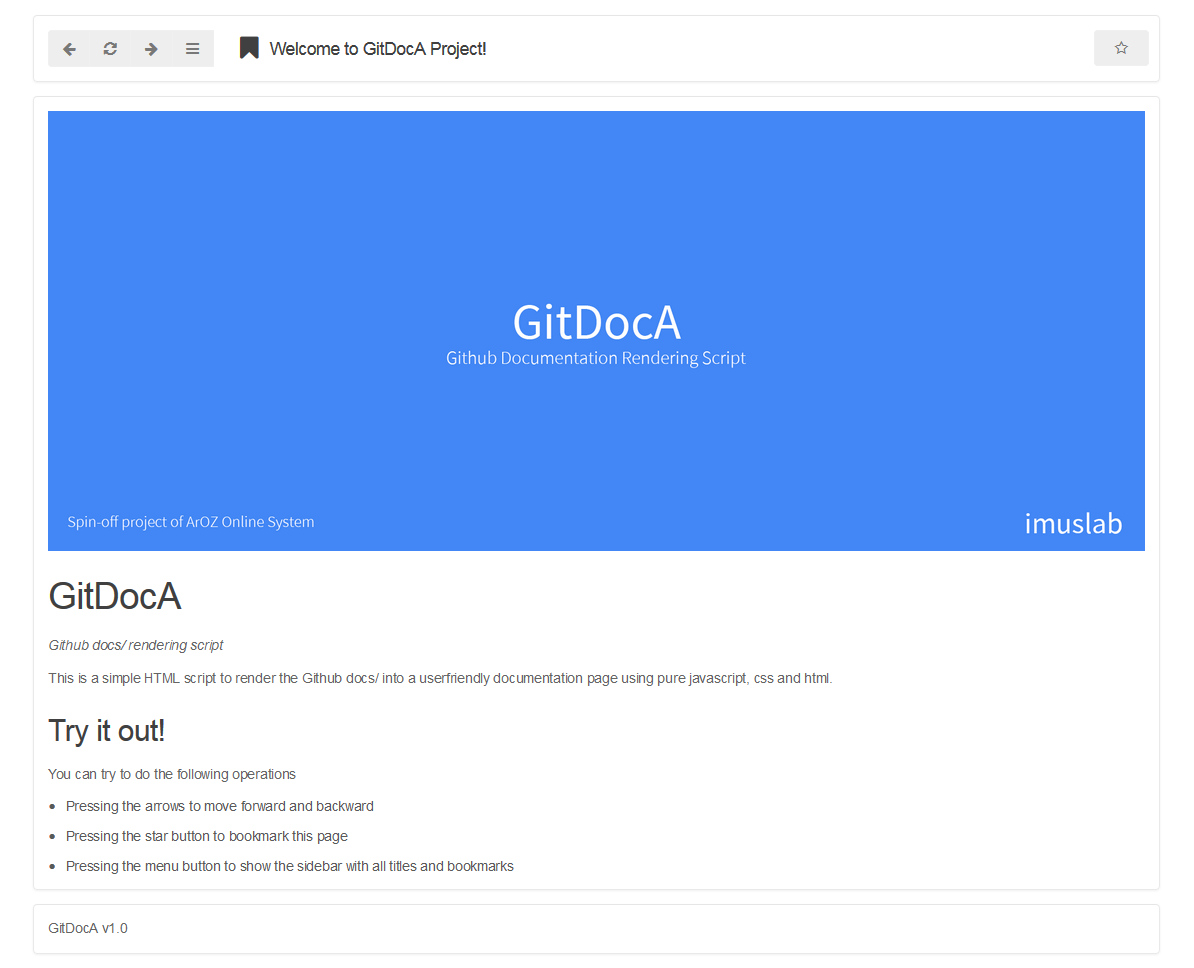 Welcome to GitDocA Project!
GitDocA
Github Documentation Rendering Script
Spin-off project of ArOZ Online System
imuslab
GitDocA
Github docs/ rendering script
This is a simple HTML script to render the Github docs/ into a userfriendly documentation page using pure javascript, css and html.
Try it out!
You can try to do the following operations
Pressing the arrows to move forward and backward
Pressing the star button to bookmark this page
Pressing the menu button to show the sidebar with all titles and bookmarks
GitDocA v1.0